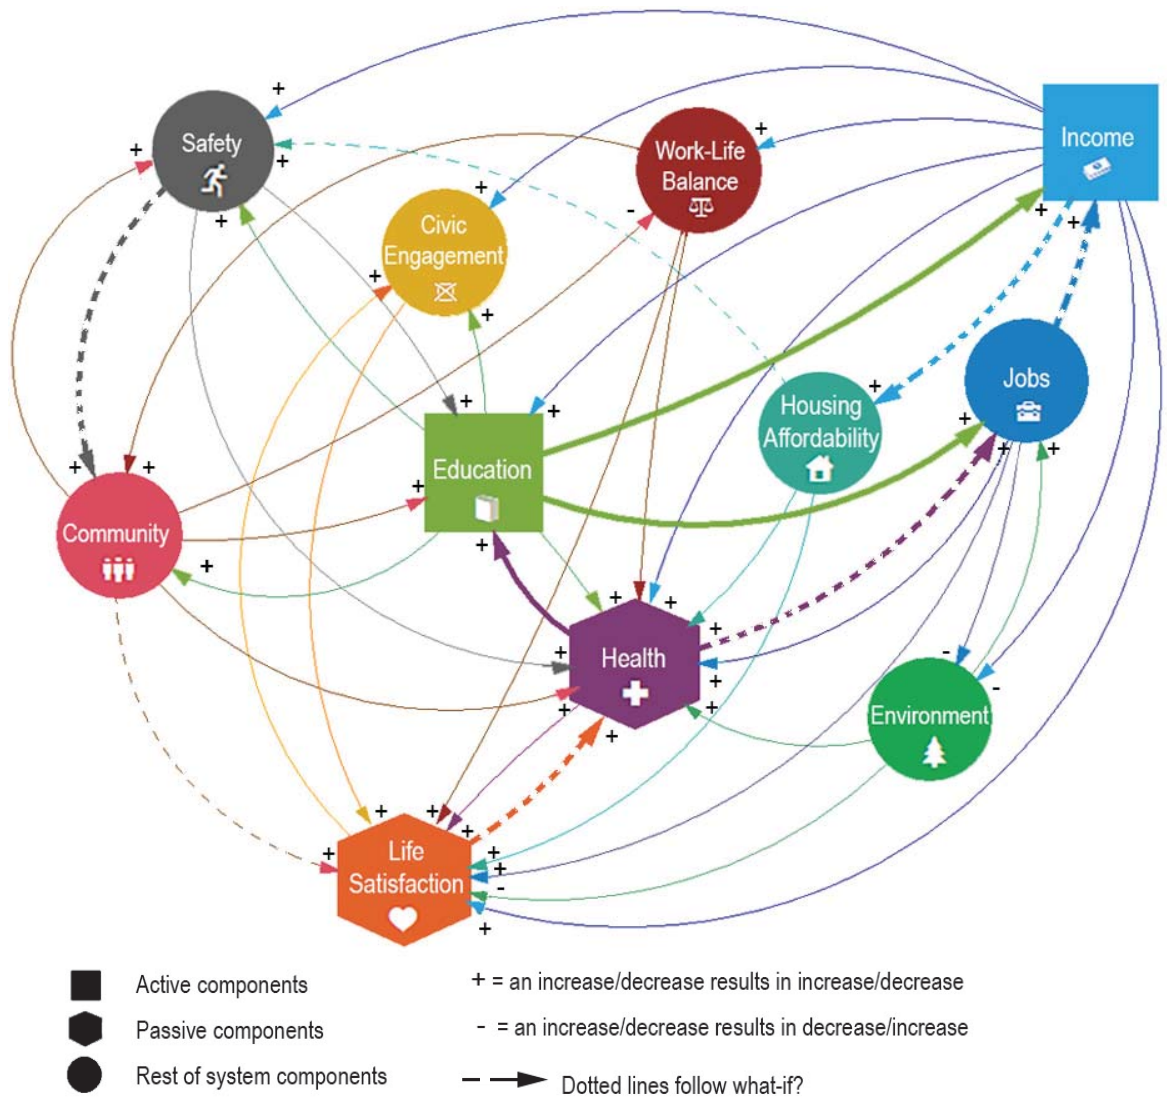 Safety
Work-Life
Balance
Income
Civic
Engagement
Jobs
Housing
Affordability
Education
Community
Health
Environment
Life
Satisfaction
Active components
+ = an increase/decrease results in increase/decrease
Passive components
- = an increase/decrease results in decrease/increase
Rest of system components
Dotted lines follow what-if?